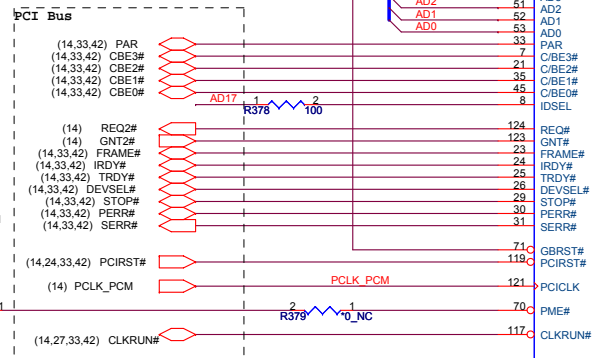 AD2 51 AD2
PCI Bus AD1 52 AD1
AD0 53 AD0
(14,33,42) PAR 33 PAR
(14,33,42) CBE3# 7 C/BE3#
(14,33,42) CBE2# 21 C/BE2#
(14,33,42) CBE1# 35 C/BE1#
(14,33,42) CBE0# 45 C/BE0#
AD17 1 2 8 IDSEL
R378 100
(14) REQ2# 124 REQ#
(14) GNT2# 123 GNT#
(14,33,42) FRAME# 23 FRAME#
(14,33,42) IRDY# 24 IRDY#
(14,33,42) TRDY# 25 TRDY#
(14,33,42) DEVSEL# 26 DEVSEL#
(14,33,42) STOP# 29 STOP#
(14,33,42) PERR# 30 PERR#
(14,33,42) SERR# 31 SERR#
71 GBRST#
(14,24,33,42) PCIRST# 119 PCIRST#
(14) PCLK_PCM PCLK_PCM 121 PCICLK
1 2 1 70 PME#
R379 *0_NC
(14,27,33,42) CLKRUN# 117 CLKRUN#